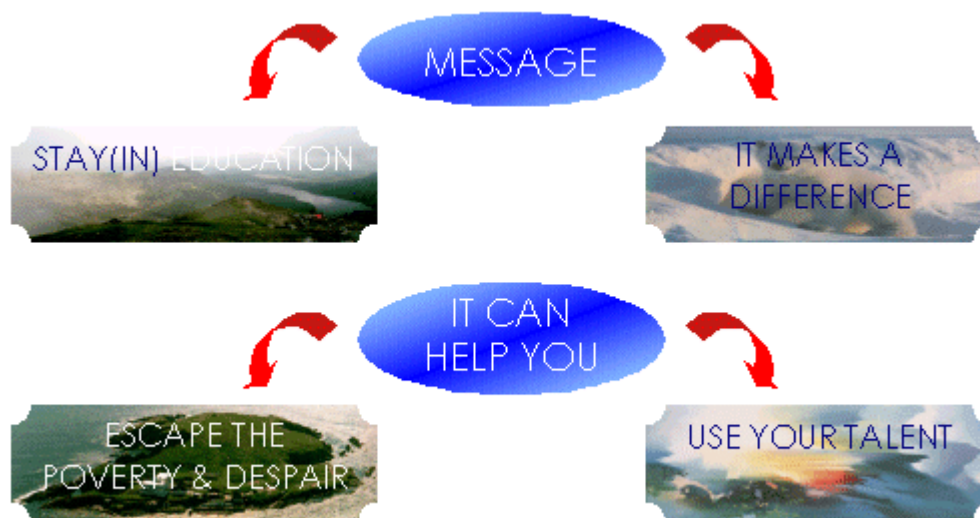 MESSAGE
STAY(IN) EDUCATION
IT MAKES A
DIFFERENCE
IT CAN
HELP YOU
ESCAPE THE
POVERTY & DESPAIR
USE YOUR TALENT